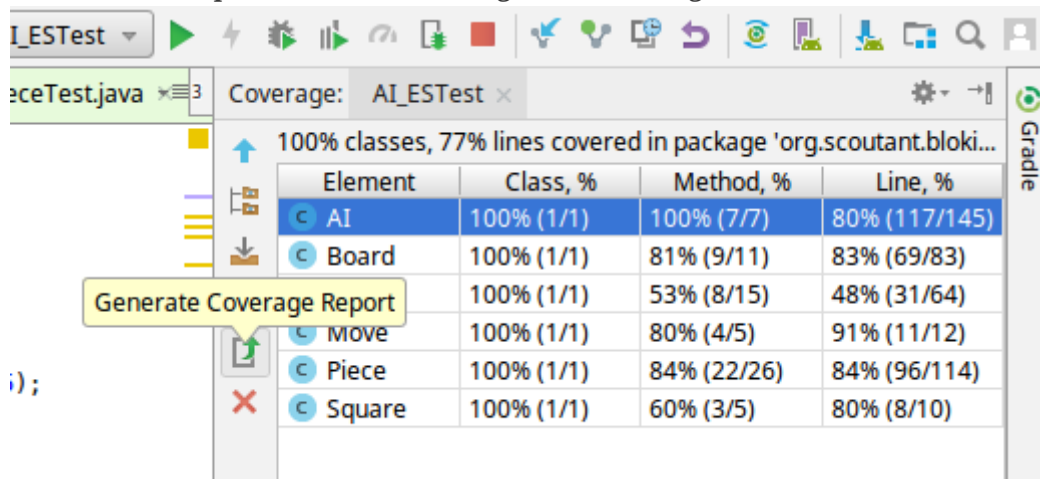 I_ESTest
eceTest.java
3
Coverage: AI_ESTest
100% classes, 77% lines covered in package 'org.scoutant.bloki...
Element Class, % Method, % Line, %
C AI 100% (1/1) 100% (7/7) 80% (117/145)
C Board 100% (1/1) 81% (9/11) 83% (69/83)
Generate Coverage Report 100% (1/1) 53% (8/15) 48% (31/64)
C Move 100% (1/1) 80% (4/5) 91% (11/12)
C Piece 100% (1/1) 84% (22/26) 84% (96/114)
C Square 100% (1/1) 60% (3/5) 80% (8/10)
);
Gradle